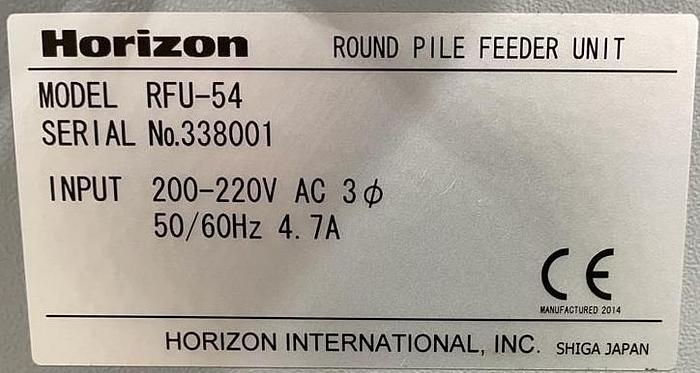 Horizon ROUND PILE FEEDER UNIT
MODEL RFU-54
SERIAL No.338001
INPUT 200-220V AC 3φ
50/60Hz 4.7A
CE
MANUFACTURED 2014
HORIZON INTERNATIONAL, INC. SHIGA JAPAN